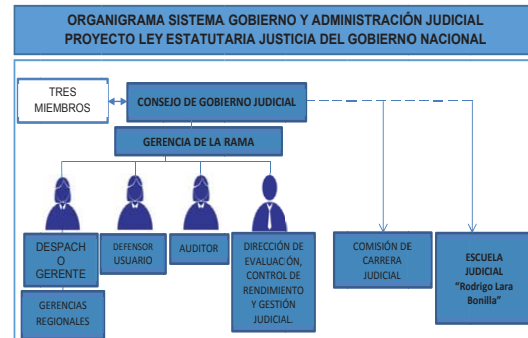 ORGANIGRAMA SISTEMA GOBIERNO Y ADMINISTRACIÓN JUDICIAL
PROYECTO LEY ESTATUTARIA JUSTICIA DEL GOBIERNO NACIONAL
TRES
MIEMBROS
CONSEJO DE GOBIERNO JUDICIAL
GERENCIA DE LA RAMA
DESPACH
O
GERENTE
DEFENSOR
USUARIO
AUDITOR
DIRECCIÓN DE
EVALUACIÓN,
CONTROL DE
RENDIMIENTO
Y GESTIÓN
JUDICIAL.
COMISIÓN DE
CARRERA
JUDICIAL
ESCUELA
JUDICIAL
“Rodrigo Lara
Bonilla”
GERENCIAS
REGIONALES